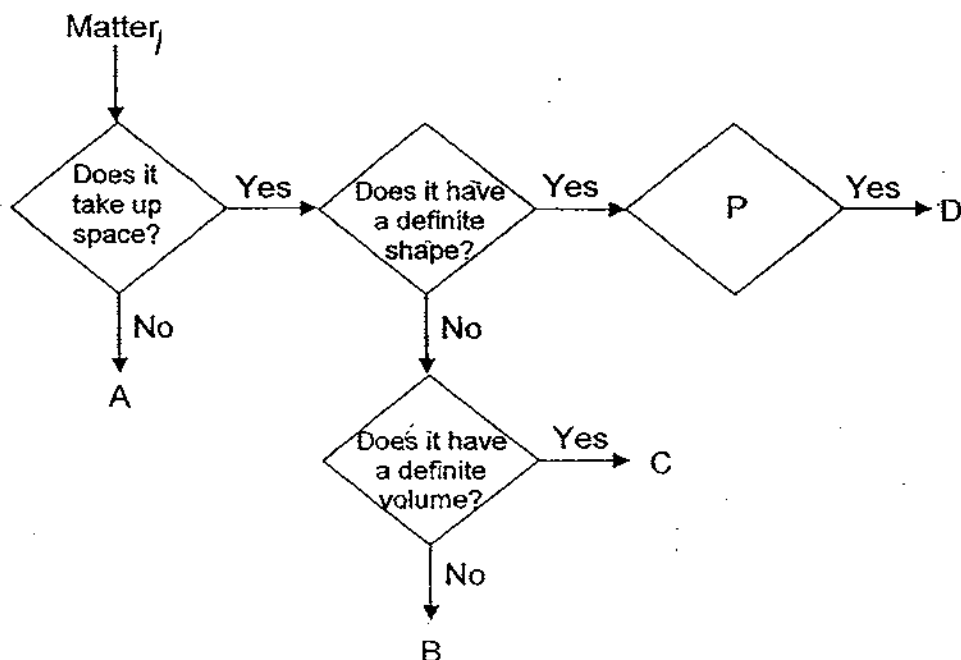 Matter
Does it
take up
space?
Yes
Does it have
a definite
shape?
Yes
P
Yes
D
No
A
No
Does it have
a definite
volume?
Yes
C
No
B